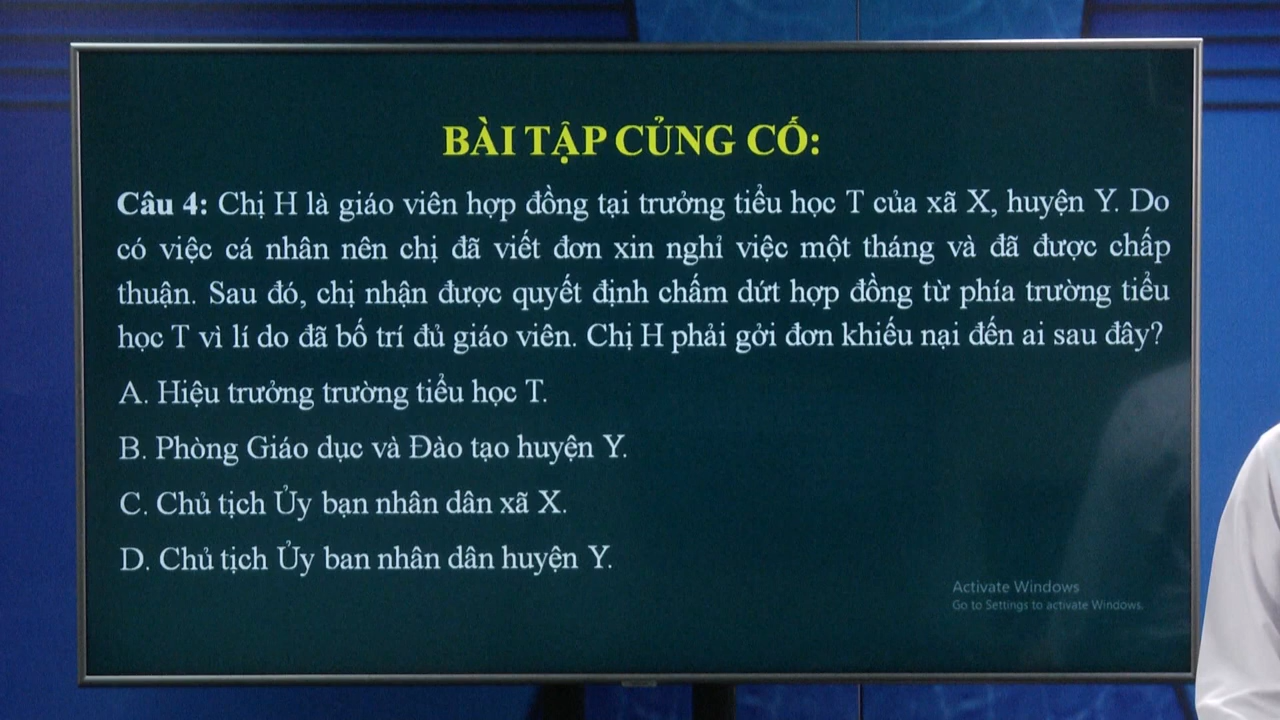 BÀI TẬP CỦNG CỐ:
Câu 4: Chị H là giáo viên hợp đồng tại trưởng tiểu học T của xã X, huyện Y. Do
có việc cá nhân nên chị đã viết đơn xin nghỉ việc một tháng và đã được chấp
thuận. Sau đó, chị nhận được quyết định chấm dứt hợp đồng từ phía trường tiểu
học T vì lí do đã bố trí đủ giáo viên. Chị H phải gởi đơn khiếu nại đến ai sau đây?
A. Hiệu trưởng trường tiểu học T.
B. Phòng Giáo dục và Đào tạo huyện Y.
C. Chủ tịch Ủy bạn nhân dân xã X.
D. Chủ tịch Ủy ban nhân dân huyện Y.
Activate Windows
Go to Settings to activate Windows.